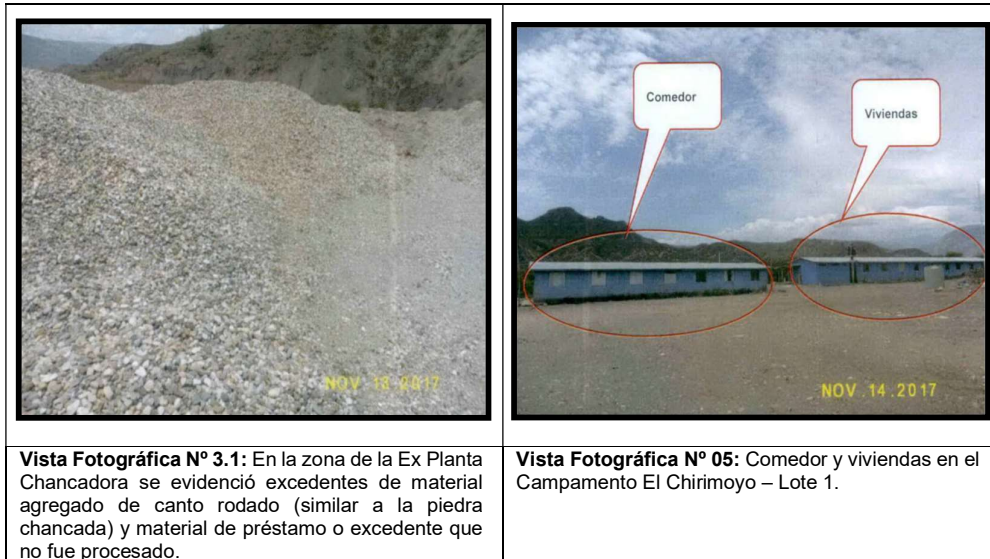 Comedor
Viviendas
NOV 13 2017
NOV .14 .2017
Vista Fotográfica Nº 3.1: En la zona de la Ex Planta
Chancadora se evidenció excedentes de material
agregado de canto rodado (similar a la piedra
chancada) y material de préstamo o excedente que
no fue procesado.
Vista Fotográfica Nº 05: Comedor y viviendas en el
Campamento El Chirimoyo – Lote 1.